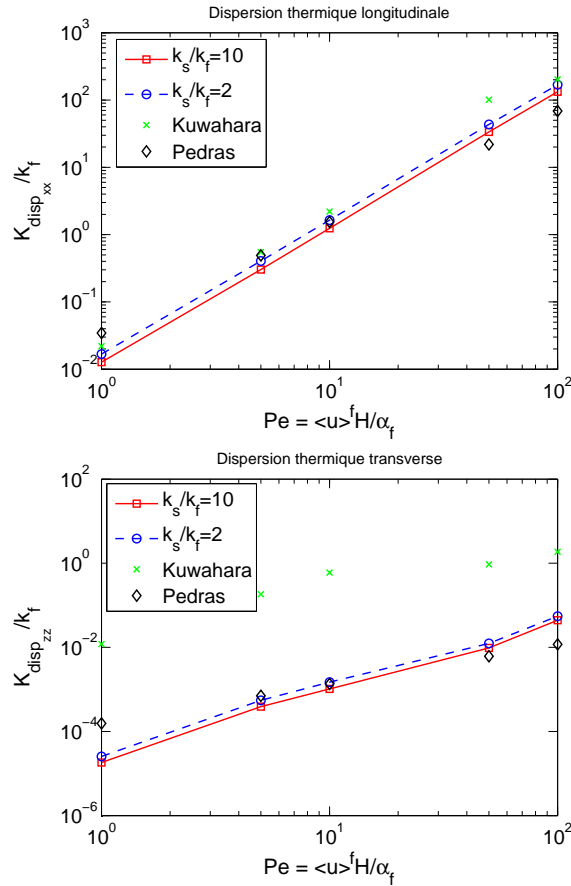 Dispersion thermique longitudinale
10^3
10^2
10^1
10^0
10^-1
10^-2
K_disp_xx/k_f
k_s/k_f=10
k_s/k_f=2
Kuwahara
Pedras
10^0 10^1 10^2
Pe = <u>^f H/α_f
Dispersion thermique transverse
10^2
10^0
10^-2
10^-4
10^-6
K_disp_zz/k_f
k_s/k_f=10
k_s/k_f=2
Kuwahara
Pedras
10^0 10^1 10^2
Pe = <u>^f H/α_f